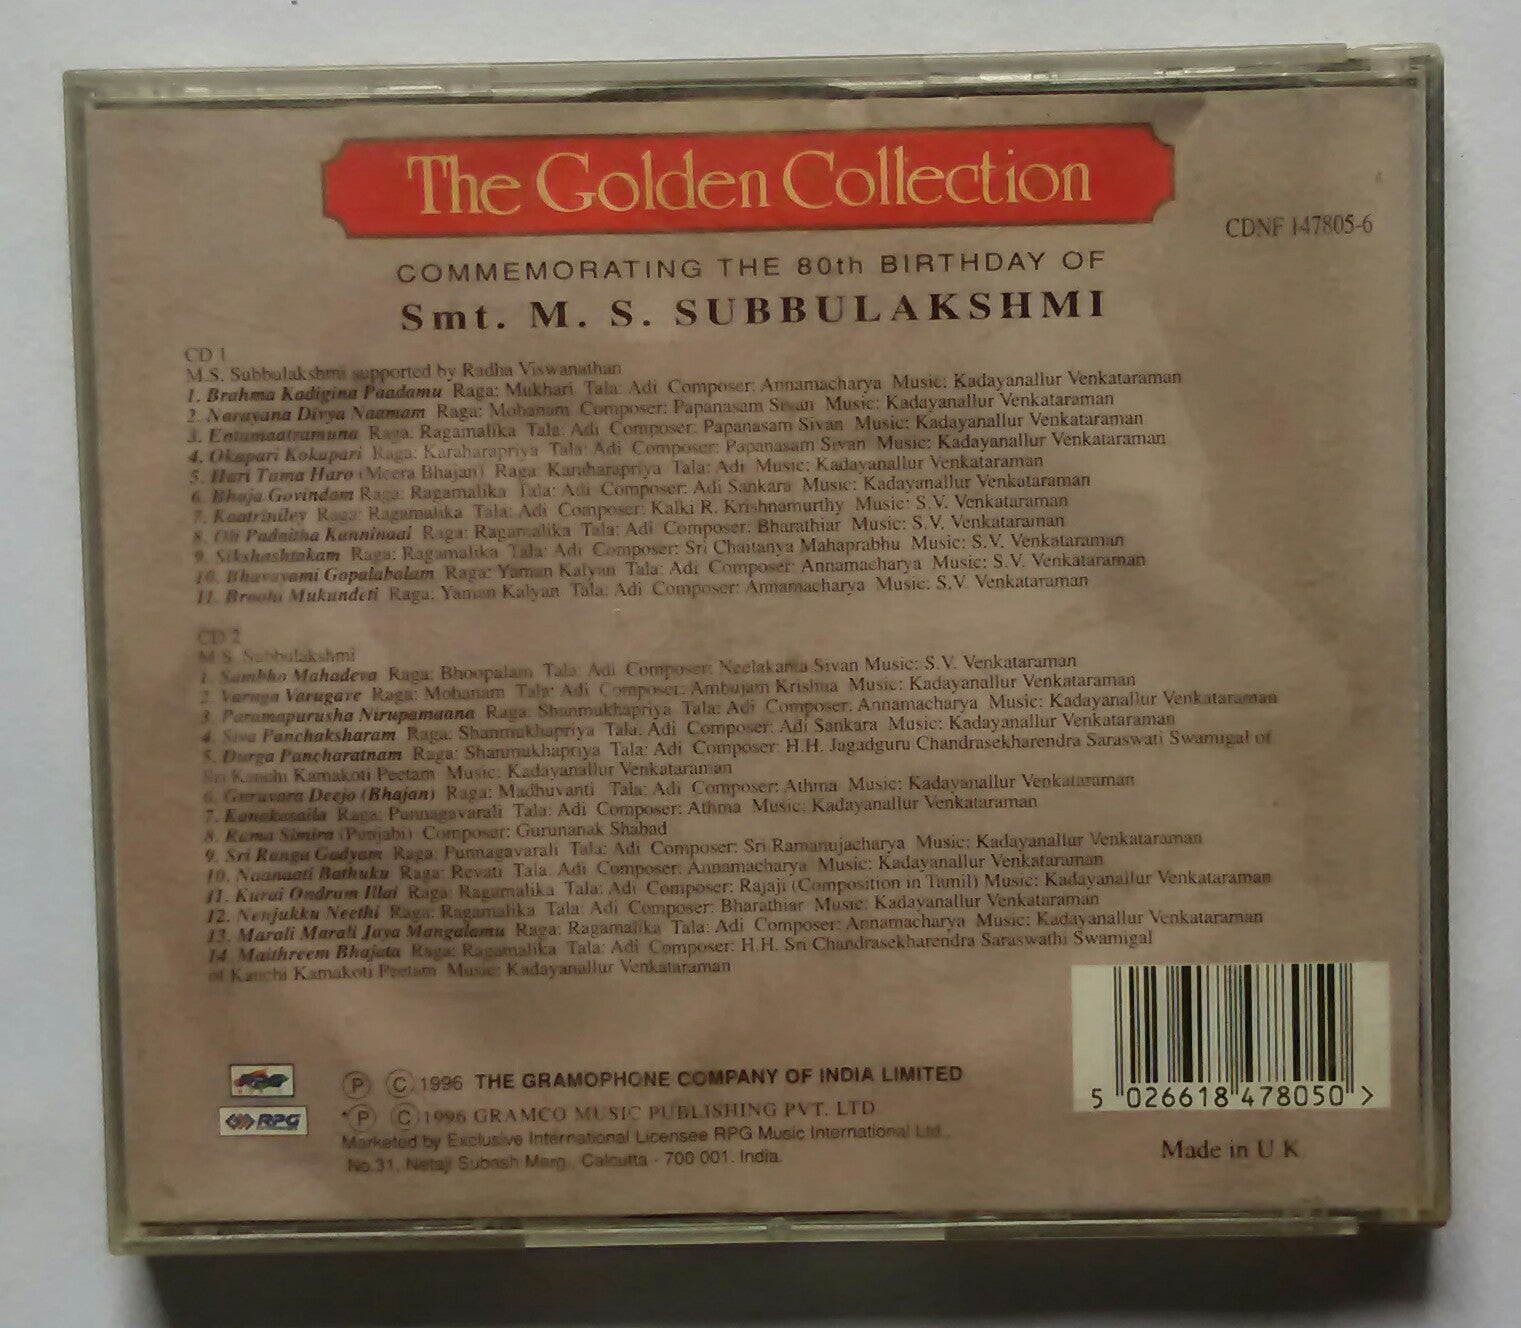 The Golden Collection
CDNF 147805-6
COMMEMORATING THE 80th BIRTHDAY OF
Smt. M. S. SUBBULAKSHMI
CD 1
M.S. Subbulakshmi supported by Radha Viswanathan
1. Brahma Kadigina Paadamu Raga: Mukhari Tala: Adi Composer: Annamacharya Music: Kadayanallur Venkataraman
2. Narayana Divya Naamam Raga: Mohanam Composer: Papanasam Sivan Music: Kadayanallur Venkataraman
3. Entamaatramuna Raga: Ragamalika Tala: Adi Composer: Papanasam Sivan Music: Kadayanallur Venkataraman
4. Okapari Kokapari Raga: Karaharapriya Tala: Adi Composer: Papanasam Sivan Music: Kadayanallur Venkataraman
5. Hari Tuma Haro (Meera Bhajan) Raga: Karaharapriya Tala: Adi Music: Kadayanallur Venkataraman
6. Bhaja Govindam Raga: Ragamalika Tala: Adi Composer: Adi Sankara Music: Kadayanallur Venkataraman
7. Kaatriniley Raga: Ragamalika Tala: Adi Composer: Kalki R. Krishnamurthy Music: S.V. Venkataraman
8. Oli Padaitha Kanninaai Raga: Ragamalika Tala: Adi Composer: Bharathiar Music: S.V. Venkataraman
9. Sikshashtakam Raga: Ragamalika Tala: Adi Composer: Sri Chaitanya Mahaprabhu Music: S.V. Venkataraman
10. Bhavayami Gopalabalam Raga: Yaman Kalyan Tala: Adi Composer: Annamacharya Music: S.V. Venkataraman
11. Broohi Mukundeti Raga: Yaman Kalyan Tala: Adi Composer: Annamacharya Music: S.V. Venkataraman
CD 2
M.S. Subbulakshmi
1. Sambho Mahadeva Raga: Bhoopalam Tala: Adi Composer: Neelakanta Sivan Music: S.V. Venkataraman
2. Varuga Varugave Raga: Mohanam Tala: Adi Composer: Ambujam Krishna Music: Kadayanallur Venkataraman
3. Paramapurusha Nirupamaana Raga: Shanmukhapriya Tala: Adi Composer: Annamacharya Music: Kadayanallur Venkataraman
4. Siva Panchaksharam Raga: Shanmukhapriya Tala: Adi Composer: Adi Sankara Music: Kadayanallur Venkataraman
5. Durga Pancharatnam Raga: Shanmukhapriya Tala: Adi Composer: H.H. Jagadguru Chandrasekharendra Saraswati Swamigal of
Sri Kanchi Kamakoti Peetam Music: Kadayanallur Venkataraman
6. Guruvara Deejo (Bhajan) Raga: Madhuvanti Tala: Adi Composer: Athma Music: Kadayanallur Venkataraman
7. Kanakasaila Raga: Punnagavarali Tala: Adi Composer: Athma Music: Kadayanallur Venkataraman
8. Rama Simira (Punjabi) Composer: Gurunanak Shabad
9. Sri Ranga Gadyam Raga: Punnagavarali Tala: Adi Composer: Sri Ramanujacharya Music: Kadayanallur Venkataraman
10. Naanaati Bathuku Raga: Revati Tala: Adi Composer: Annamacharya Music: Kadayanallur Venkataraman
11. Kurai Ondrum Illai Raga: Ragamalika Tala: Adi Composer: Rajaji (Composition in Tamil) Music: Kadayanallur Venkataraman
12. Nenjukku Neethi Raga: Ragamalika Tala: Adi Composer: Bharathiar Music: Kadayanallur Venkataraman
13. Marali Marali Jaya Mangalamu Raga: Ragamalika Tala: Adi Composer: Annamacharya Music: Kadayanallur Venkataraman
14. Maithreem Bhajata Raga: Ragamalika Tala: Adi Composer: H.H. Sri Chandrasekharendra Saraswathi Swamigal
of Kanchi Kamakoti Peetam Music: Kadayanallur Venkataraman
Ⓟ Ⓒ 1996 THE GRAMOPHONE COMPANY OF INDIA LIMITED
*Ⓟ Ⓒ 1996 GRAMCO MUSIC PUBLISHING PVT. LTD
Marketed by Exclusive International Licensee RPG Music International Ltd.,
No.31, Netaji Subash Marg., Calcutta - 700 001. India.
RPG
5 026618 478050 >
Made in U K